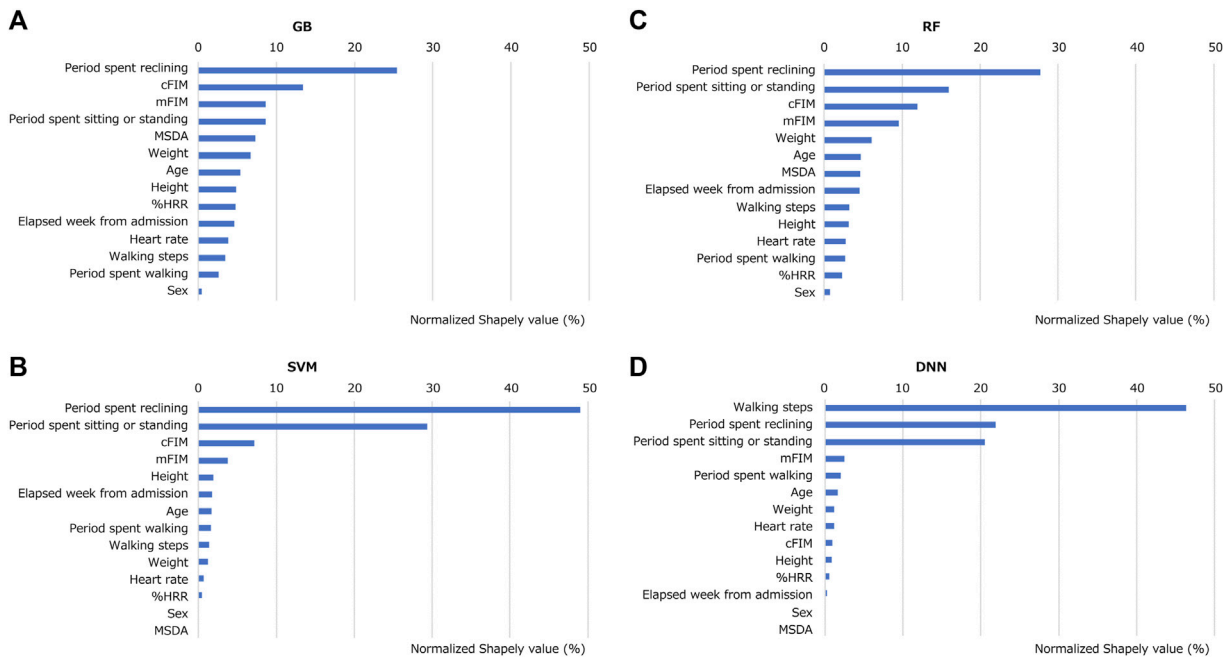 A
GB
0 10 20 30 40 50
Period spent reclining
cFIM
mFIM
Period spent sitting or standing
MSDA
Weight
Age
Height
%HRR
Elapsed week from admission
Heart rate
Walking steps
Period spent walking
Sex
Normalized Shapely value (%)
B
SVM
0 10 20 30 40 50
Period spent reclining
Period spent sitting or standing
cFIM
mFIM
Height
Elapsed week from admission
Age
Period spent walking
Walking steps
Weight
Heart rate
%HRR
Sex
MSDA
Normalized Shapely value (%)
C
RF
0 10 20 30 40 50
Period spent reclining
Period spent sitting or standing
cFIM
mFIM
Weight
Age
MSDA
Elapsed week from admission
Walking steps
Height
Heart rate
Period spent walking
%HRR
Sex
Normalized Shapely value (%)
D
DNN
0 10 20 30 40 50
Walking steps
Period spent reclining
Period spent sitting or standing
mFIM
Period spent walking
Age
Weight
Heart rate
cFIM
Height
%HRR
Elapsed week from admission
Sex
MSDA
Normalized Shapely value (%)